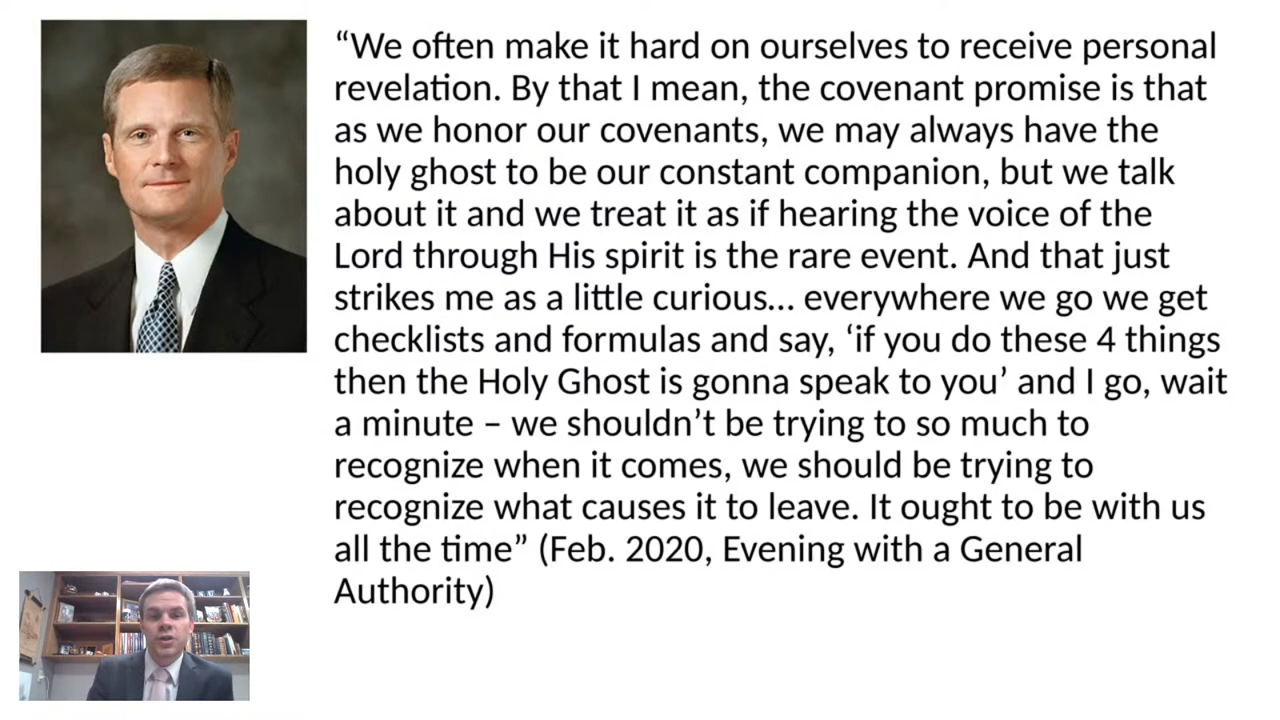 “We often make it hard on ourselves to receive personal
revelation. By that I mean, the covenant promise is that
as we honor our covenants, we may always have the
holy ghost to be our constant companion, but we talk
about it and we treat it as if hearing the voice of the
Lord through His spirit is the rare event. And that just
strikes me as a little curious... everywhere we go we get
checklists and formulas and say, ‘if you do these 4 things
then the Holy Ghost is gonna speak to you’ and I go, wait
a minute – we shouldn’t be trying to so much to
recognize when it comes, we should be trying to
recognize what causes it to leave. It ought to be with us
all the time” (Feb. 2020, Evening with a General
Authority)